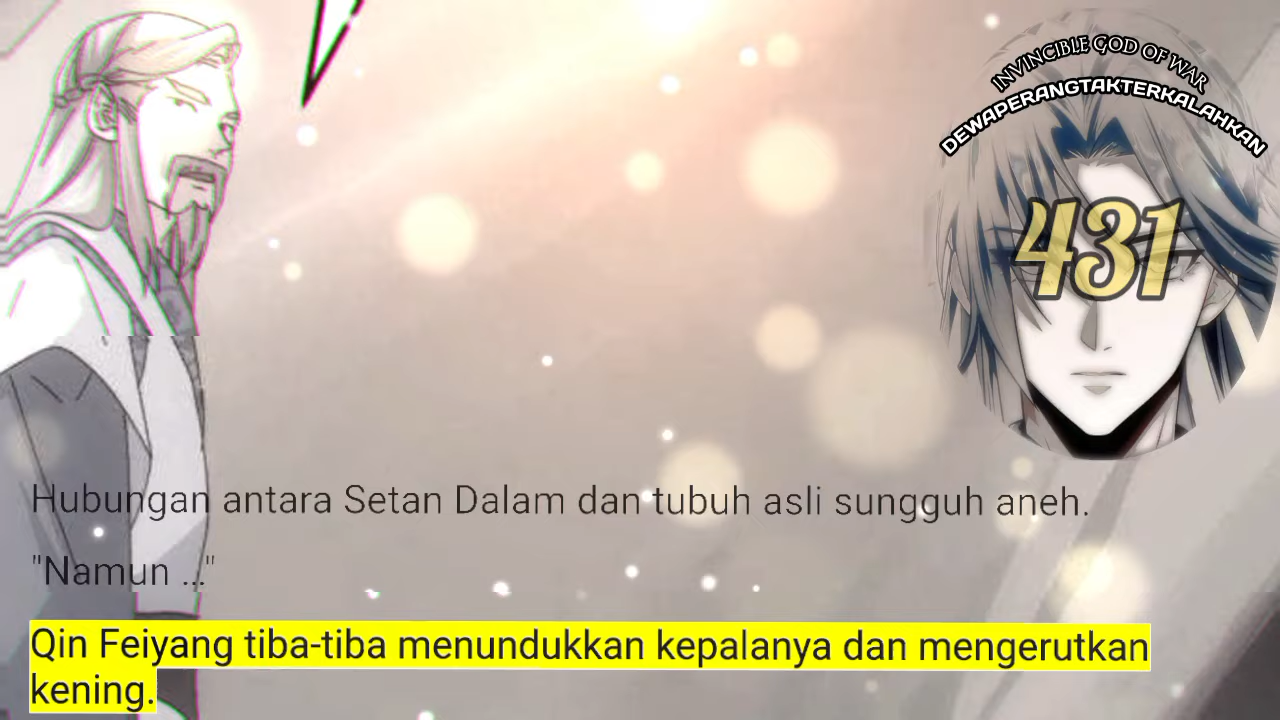 INVINCIBLE GOD OF WAR
DEWAPERANGTAKTERKALAHKAN
431
Hubungan antara Setan Dalam dan tubuh asli sungguh aneh.
"Namun ..."
Qin Feiyang tiba-tiba menundukkan kepalanya dan mengerutkan
kening.